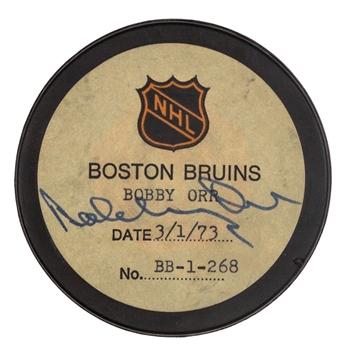 NHL
BOSTON BRUINS
BOBBY ORR
DATE 3/1/73
No. BB-1-268